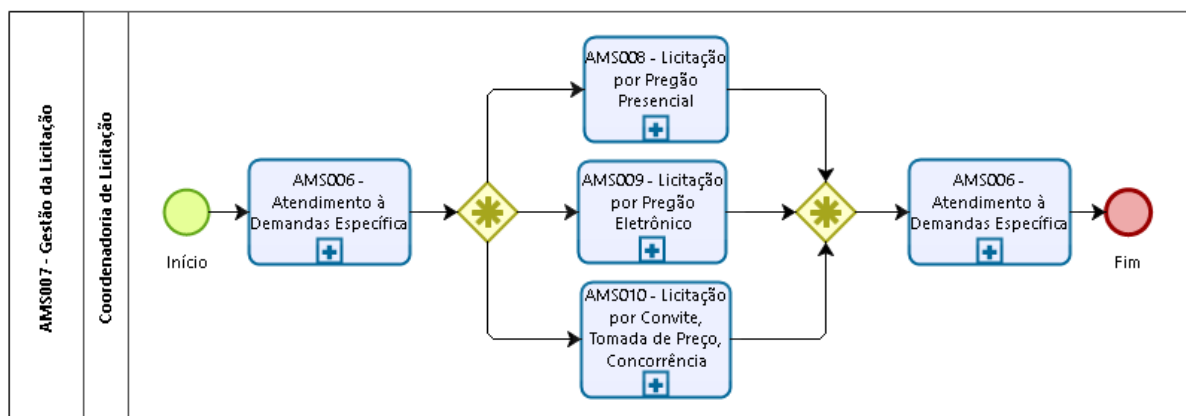 AMS007 - Gestão da Licitação
Coordenadoria de Licitação
Início
AMS006 -
Atendimento à
Demandas Específica
AMS008 - Licitação
por Pregão
Presencial
AMS009 - Licitação
por Pregão
Eletrônico
AMS010 - Licitação
por Convite,
Tomada de Preço,
Concorrência
AMS006 -
Atendimento à
Demandas Específica
Fim